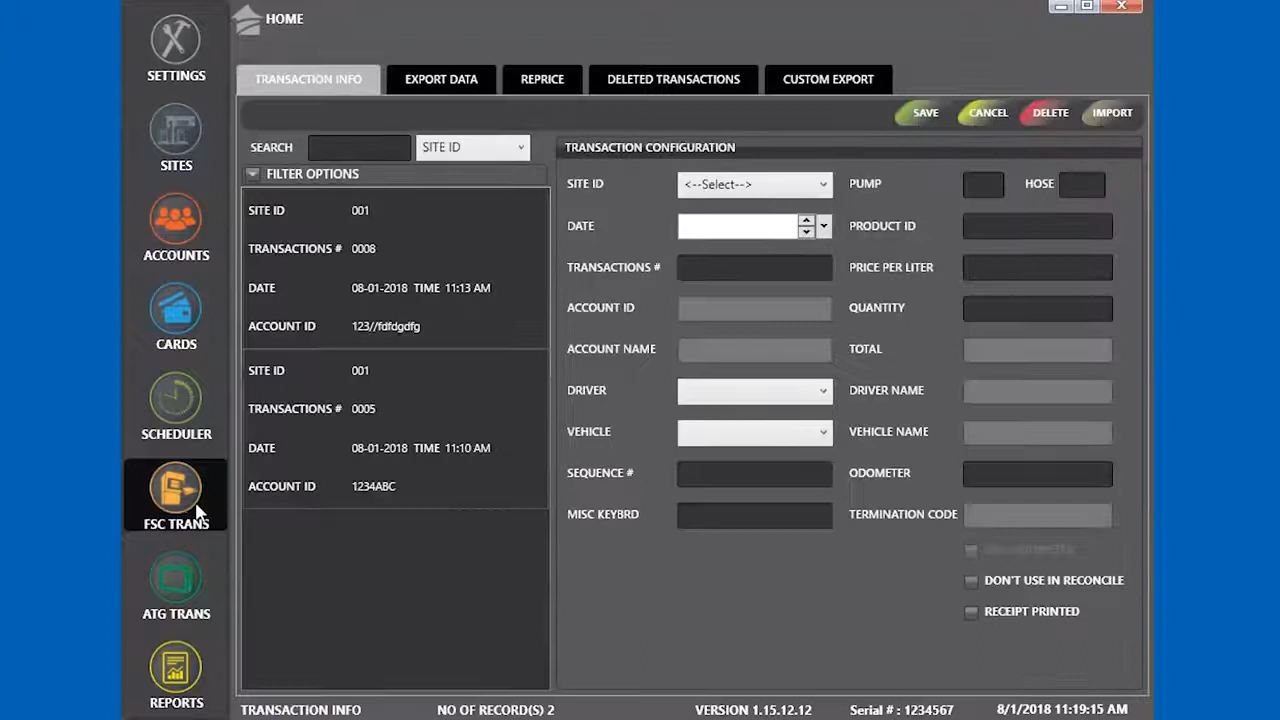 HOME
SETTINGS
SITES
ACCOUNTS
CARDS
SCHEDULER
FSC TRANS
ATG TRANS
REPORTS
TRANSACTION INFO
EXPORT DATA
REPRICE
DELETED TRANSACTIONS
CUSTOM EXPORT
SAVE
CANCEL
DELETE
IMPORT
SEARCH
SITE ID
FILTER OPTIONS
SITE ID 001
TRANSACTIONS # 0008
DATE 08-01-2018 TIME 11:13 AM
ACCOUNT ID 123//fdfdgdfg
SITE ID 001
TRANSACTIONS # 0005
DATE 08-01-2018 TIME 11:10 AM
ACCOUNT ID 1234ABC
TRANSACTION CONFIGURATION
SITE ID <--Select--> PUMP HOSE
DATE PRODUCT ID
TRANSACTIONS # PRICE PER LITER
ACCOUNT ID QUANTITY
ACCOUNT NAME TOTAL
DRIVER DRIVER NAME
VEHICLE VEHICLE NAME
SEQUENCE # ODOMETER
MISC KEYBRD TERMINATION CODE
DON'T USE IN RECONCILE
RECEIPT PRINTED
TRANSACTION INFO NO OF RECORD(S) 2 VERSION 1.15.12.12 Serial # : 1234567 8/1/2018 11:19:15 AM